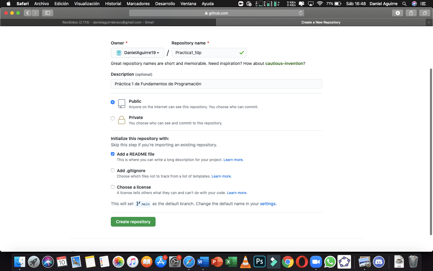 Safari Archivo Edición Visualización Historial Marcadores Desarrollo Ventana Ayuda
71% Sáb 16:48 Daniel Aguirre
github.com
Create a New Repository
Owner * Repository name *
DanielAguirre19 / Practica1_fdp
Great repository names are short and memorable. Need inspiration? How about cautious-invention?
Description (optional)
Práctica 1 de Fundamentos de Programación
Public
Anyone on the internet can see this repository. You choose who can commit.
Private
You choose who can see and commit to this repository.
Initialize this repository with:
Skip this step if you're importing an existing repository.
Add a README file
This is where you can write a long description for your project. Learn more.
Add .gitignore
Choose which files not to track from a list of templates. Learn more.
Choose a license
A license tells others what they can and can't do with your code. Learn more.
This will set main as the default branch. Change the default name in your settings.
Create repository